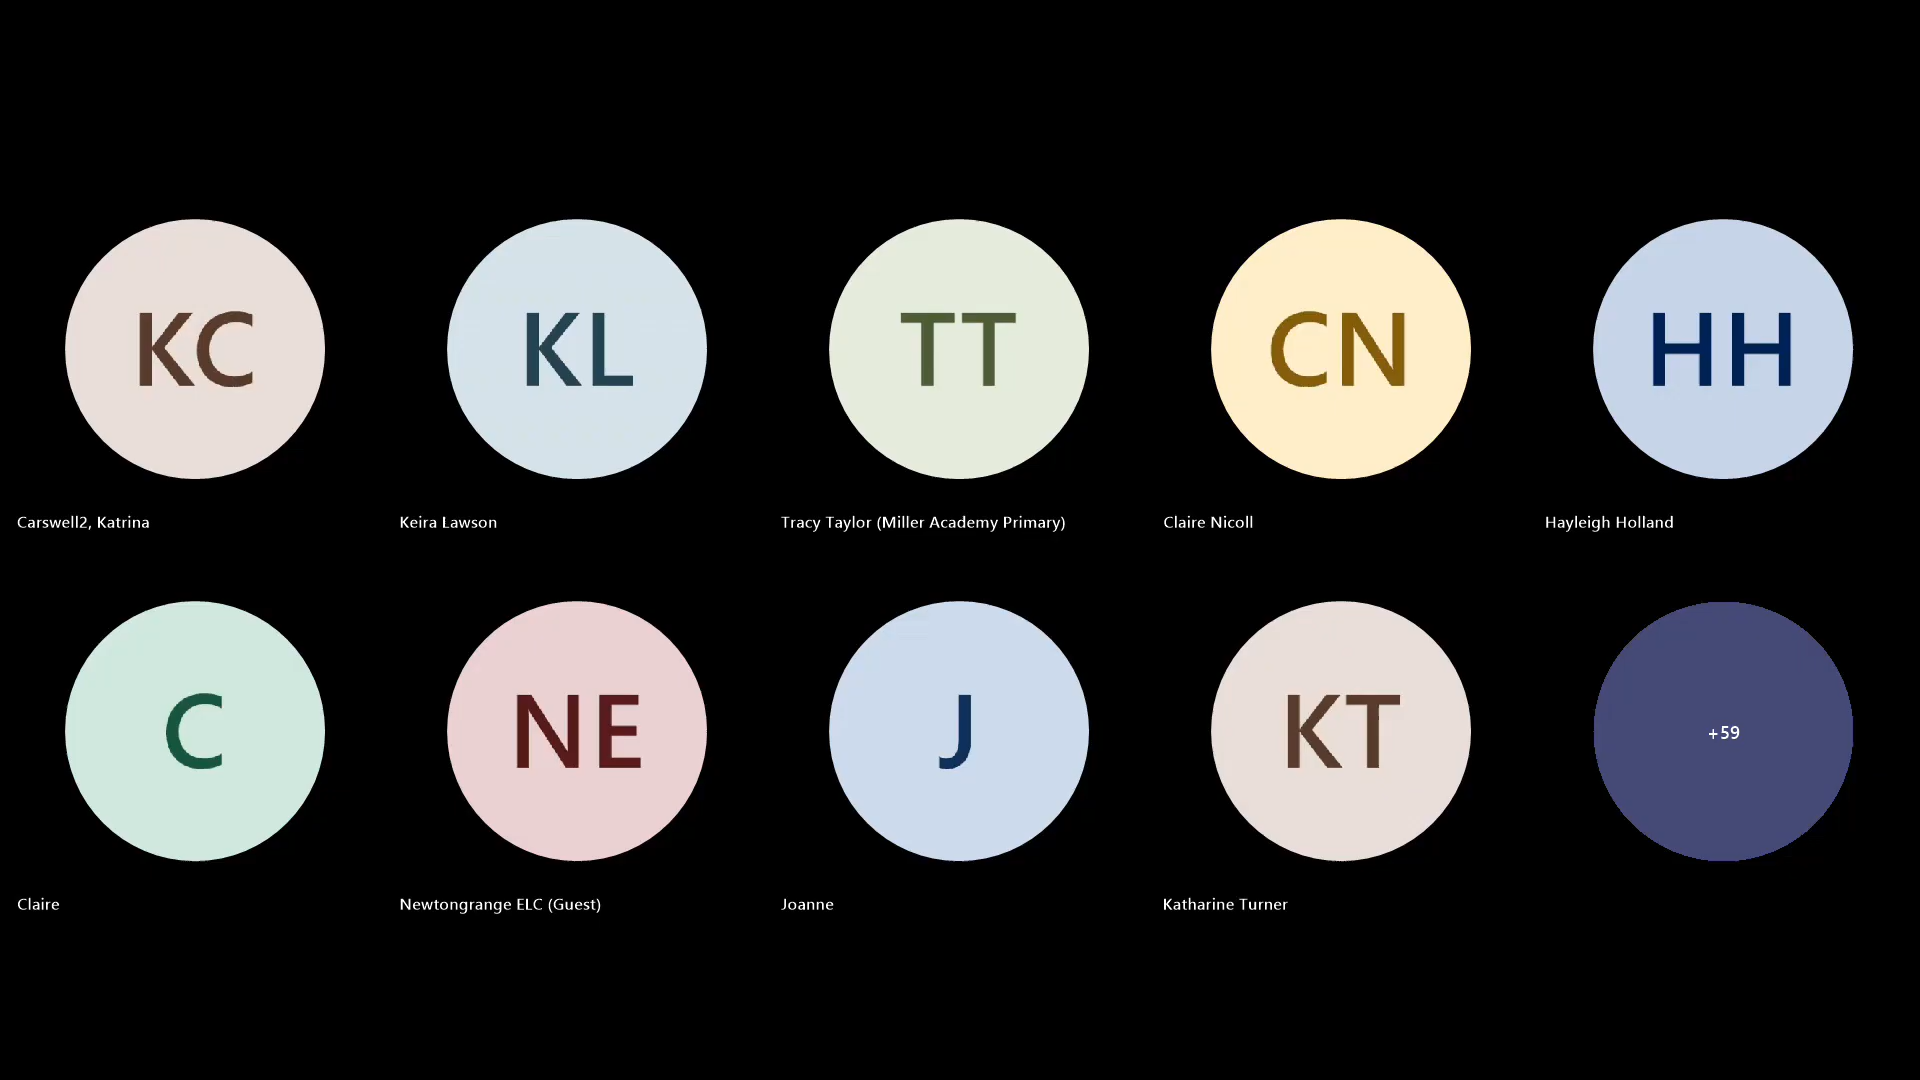 KC
KL
TT
CN
HH
Carswell2, Katrina
Keira Lawson
Tracy Taylor (Miller Academy Primary)
Claire Nicoll
Hayleigh Holland
C
NE
J
KT
+59
Claire
Newtongrange ELC (Guest)
Joanne
Katharine Turner